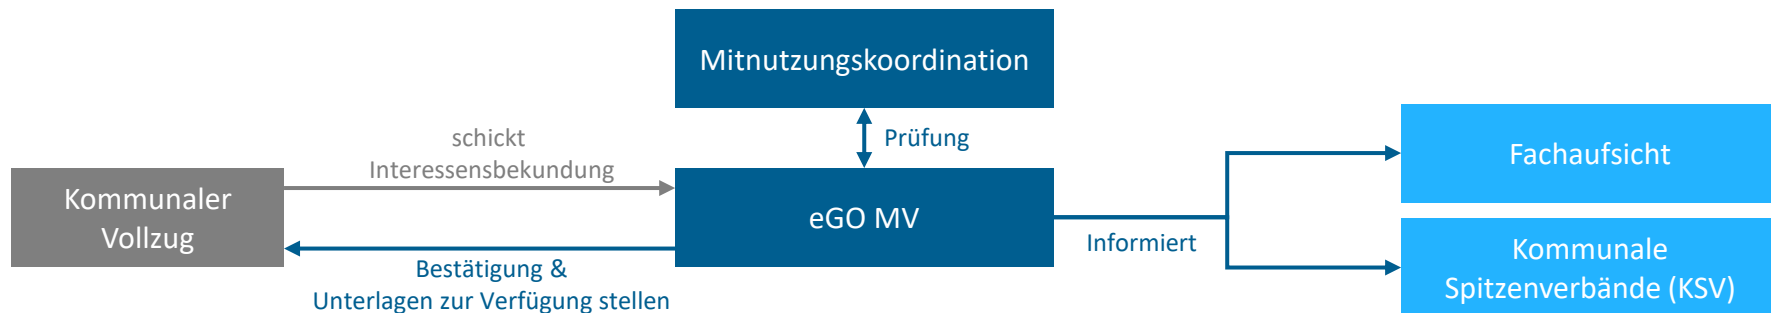 Mitnutzungskoordination
Prüfung
schickt
Interessensbekundung
Kommunaler
Vollzug
eGO MV
Bestätigung &
Unterlagen zur Verfügung stellen
Informiert
Fachaufsicht
Kommunale
Spitzenverbände (KSV)